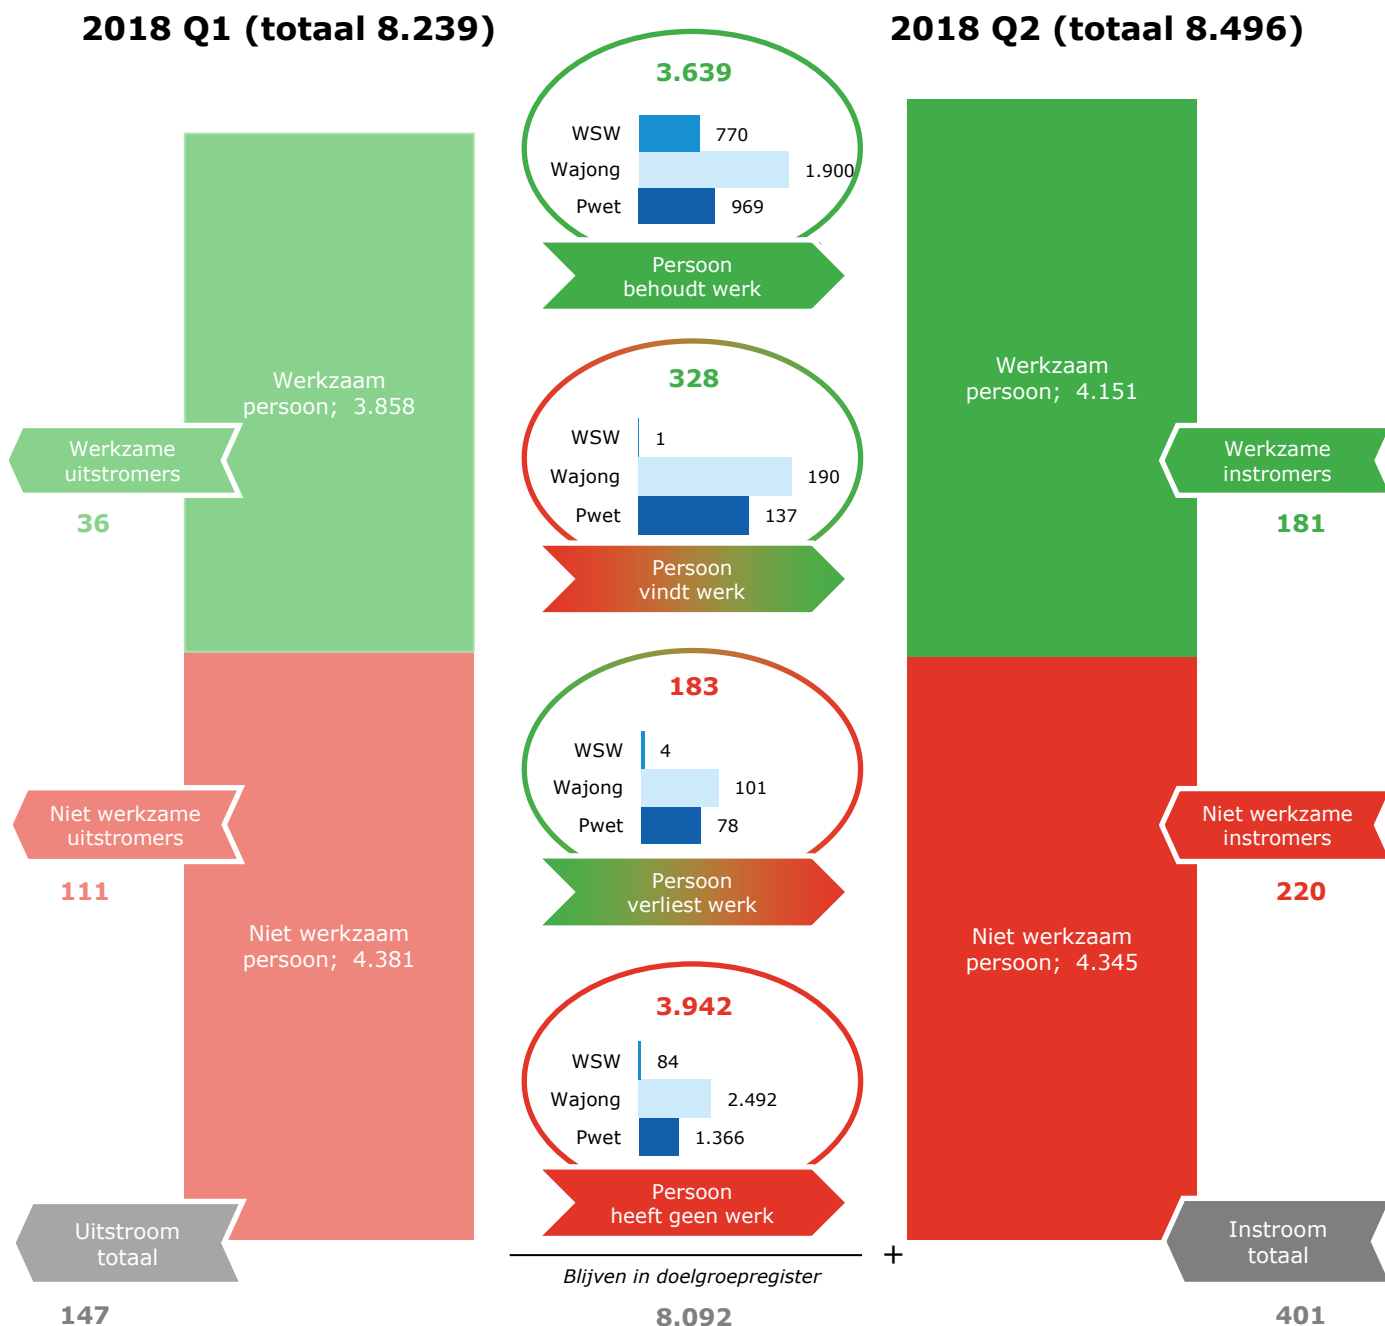 2018 Q1 (totaal 8.239)
2018 Q2 (totaal 8.496)
3.639
WSW 770
Wajong 1.900
Pwet 969
Persoon
behoudt werk
Werkzaam
persoon; 3.858
Werkzaam
persoon; 4.151
328
WSW 1
Wajong 190
Pwet 137
Persoon
vindt werk
Werkzame
uitstromers
36
Werkzame
instromers
181
183
WSW 4
Wajong 101
Pwet 78
Persoon
verliest werk
Niet werkzame
uitstromers
111
Niet werkzame
instromers
220
Niet werkzaam
persoon; 4.381
Niet werkzaam
persoon; 4.345
3.942
WSW 84
Wajong 2.492
Pwet 1.366
Persoon
heeft geen werk
Uitstroom
totaal
147
+
Blijven in doelgroepregister
8.092
Instroom
totaal
401